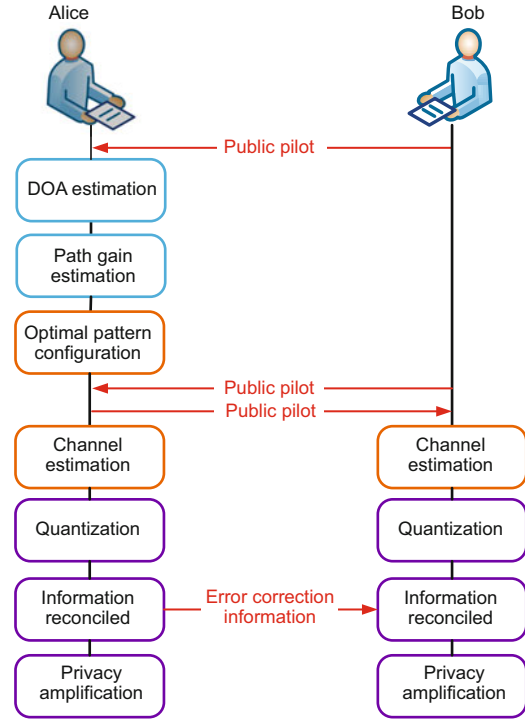 Alice
Bob
Public pilot
DOA estimation
Path gain
estimation
Optimal pattern
configuration
Public pilot
Public pilot
Channel
estimation
Channel
estimation
Quantization
Quantization
Information
reconciled
Error correction
information
Information
reconciled
Privacy
amplification
Privacy
amplification